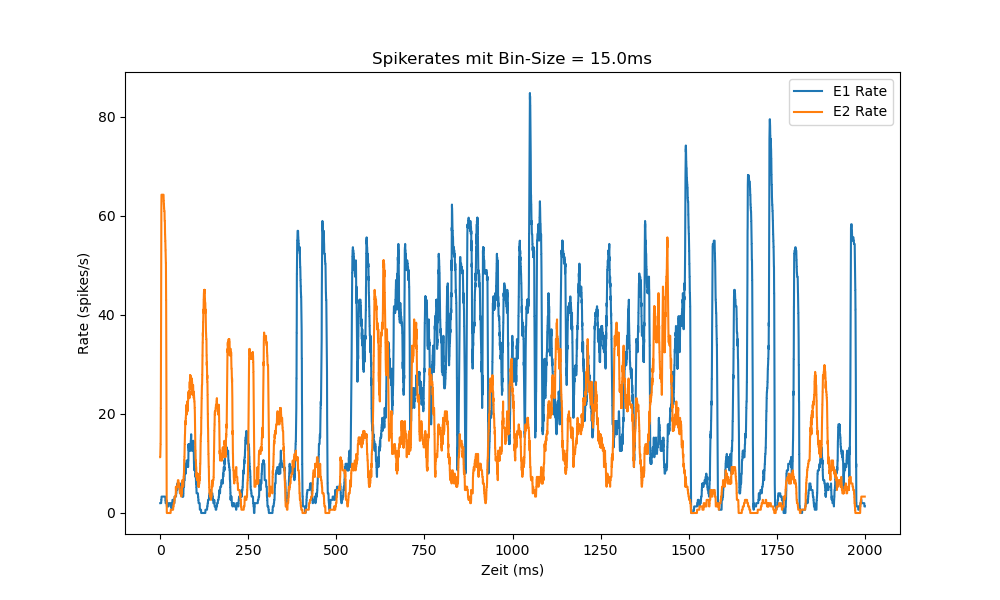 Spikerates mit Bin-Size = 15.0ms
E1 Rate
E2 Rate
80
60
40
20
0
Rate (spikes/s)
0 250 500 750 1000 1250 1500 1750 2000
Zeit (ms)